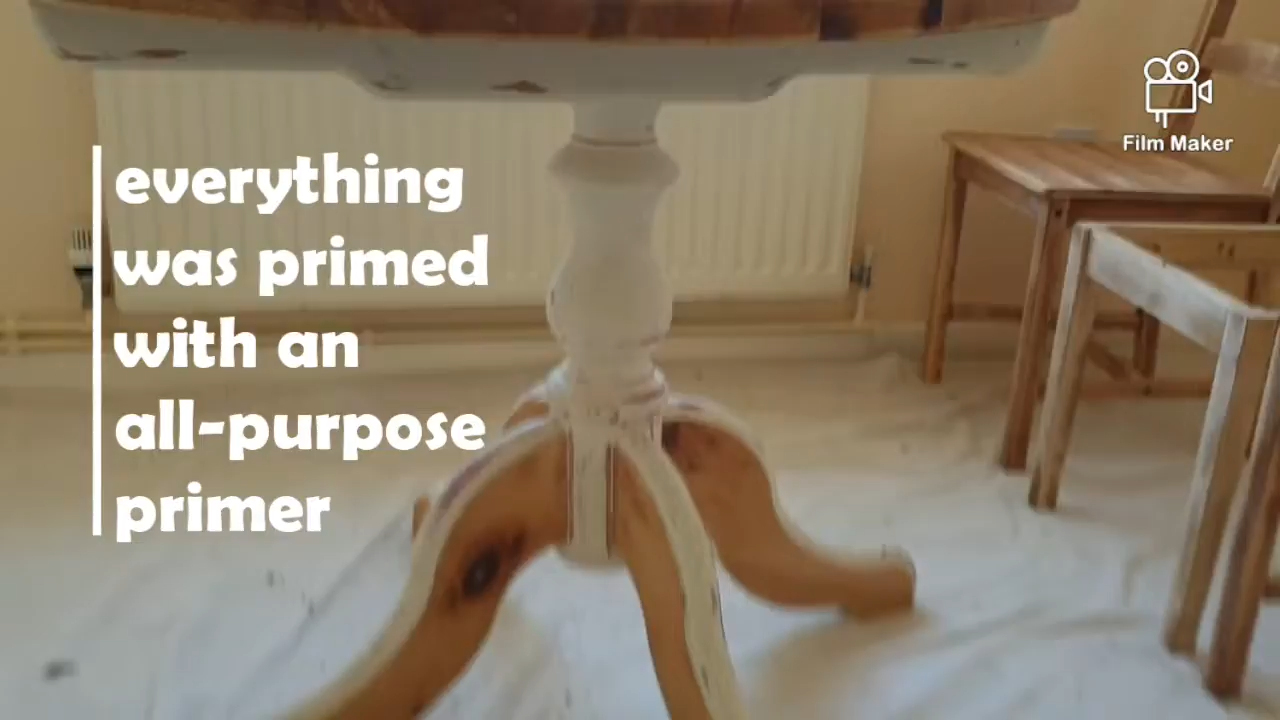 everything
was primed
with an
all-purpose
primer
Film Maker